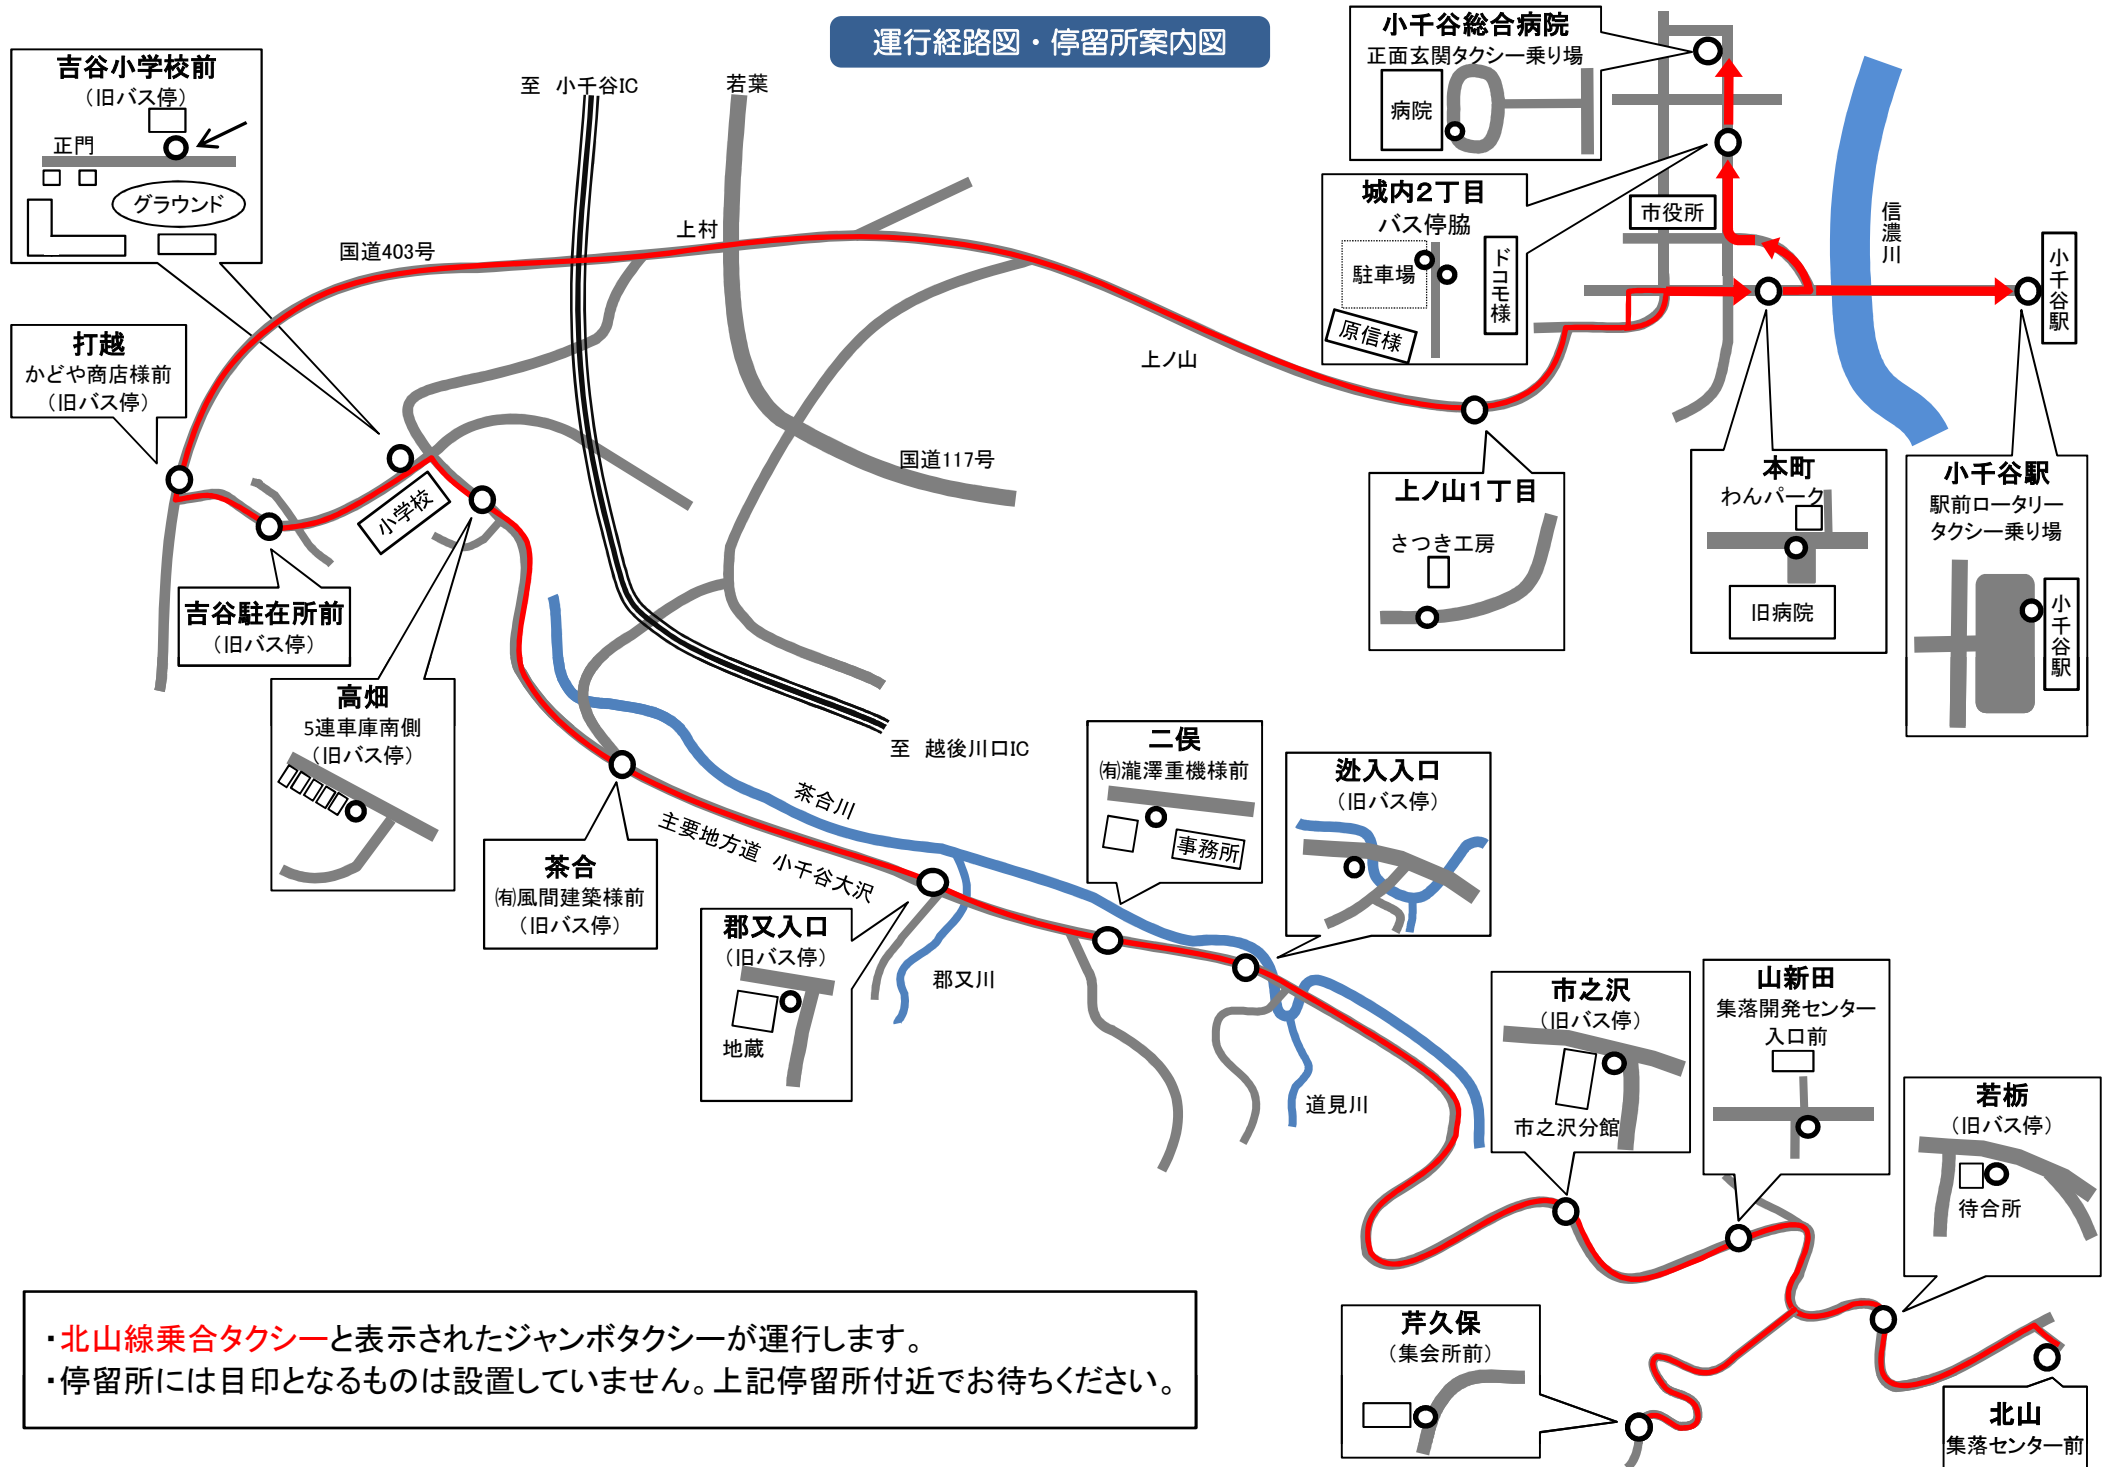 運行経路図・停留所案内図
吉谷小学校前
（旧バス停）
正門
グラウンド
至　小千谷IC
若葉
国道403号
上村
小千谷総合病院
正面玄関タクシー乗り場
病院
城内２丁目
バス停脇
駐車場
ドコモ様
原信様
市役所
信濃川
小千谷駅
打越
かどや商店様前
（旧バス停）
上ノ山
国道117号
小学校
吉谷駐在所前
（旧バス停）
上ノ山１丁目
さつき工房
本町
わんパーク
旧病院
小千谷駅
駅前ロータリー
タクシー乗り場
小千谷駅
高畑
5連車庫南側
（旧バス停）
至　越後川口IC
茶合川
主要地方道　小千谷大沢
茶合
㈲風間建築様前
（旧バス停）
二俣
㈲瀧澤重機様前
事務所
逊入入口
（旧バス停）
郡又入口
（旧バス停）
地蔵
郡又川
道見川
市之沢
（旧バス停）
市之沢分館
山新田
集落開発センター
入口前
若栃
（旧バス停）
待合所
芹久保
（集会所前）
北山
集落センター前
・北山線乗合タクシーと表示されたジャンボタクシーが運行します。
・停留所には目印となるものは設置していません。上記停留所付近でお待ちください。